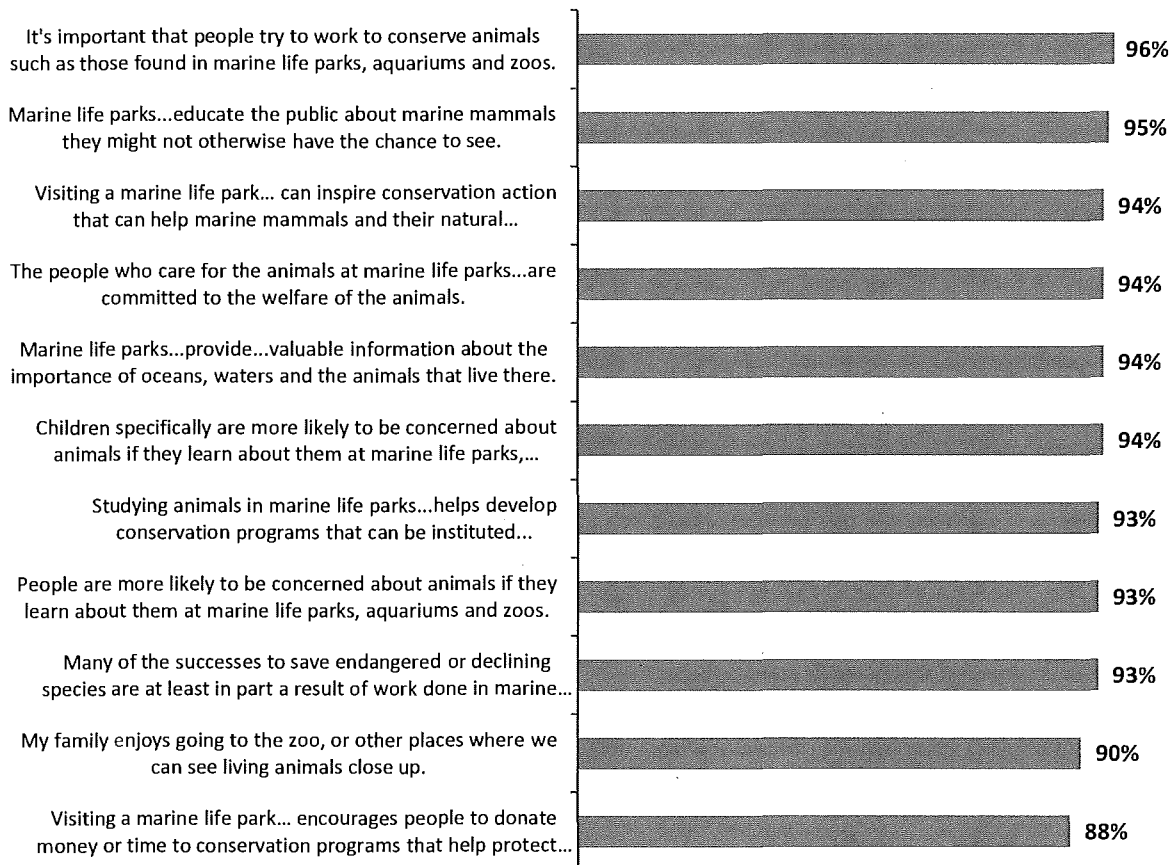 It's important that people try to work to conserve animals
such as those found in marine life parks, aquariums and zoos.
96%
Marine life parks...educate the public about marine mammals
they might not otherwise have the chance to see.
95%
Visiting a marine life park... can inspire conservation action
that can help marine mammals and their natural...
94%
The people who care for the animals at marine life parks...are
committed to the welfare of the animals.
94%
Marine life parks...provide...valuable information about the
importance of oceans, waters and the animals that live there.
94%
Children specifically are more likely to be concerned about
animals if they learn about them at marine life parks,...
94%
Studying animals in marine life parks...helps develop
conservation programs that can be instituted...
93%
People are more likely to be concerned about animals if they
learn about them at marine life parks, aquariums and zoos.
93%
Many of the successes to save endangered or declining
species are at least in part a result of work done in marine...
93%
My family enjoys going to the zoo, or other places where we
can see living animals close up.
90%
Visiting a marine life park... encourages people to donate
money or time to conservation programs that help protect...
88%